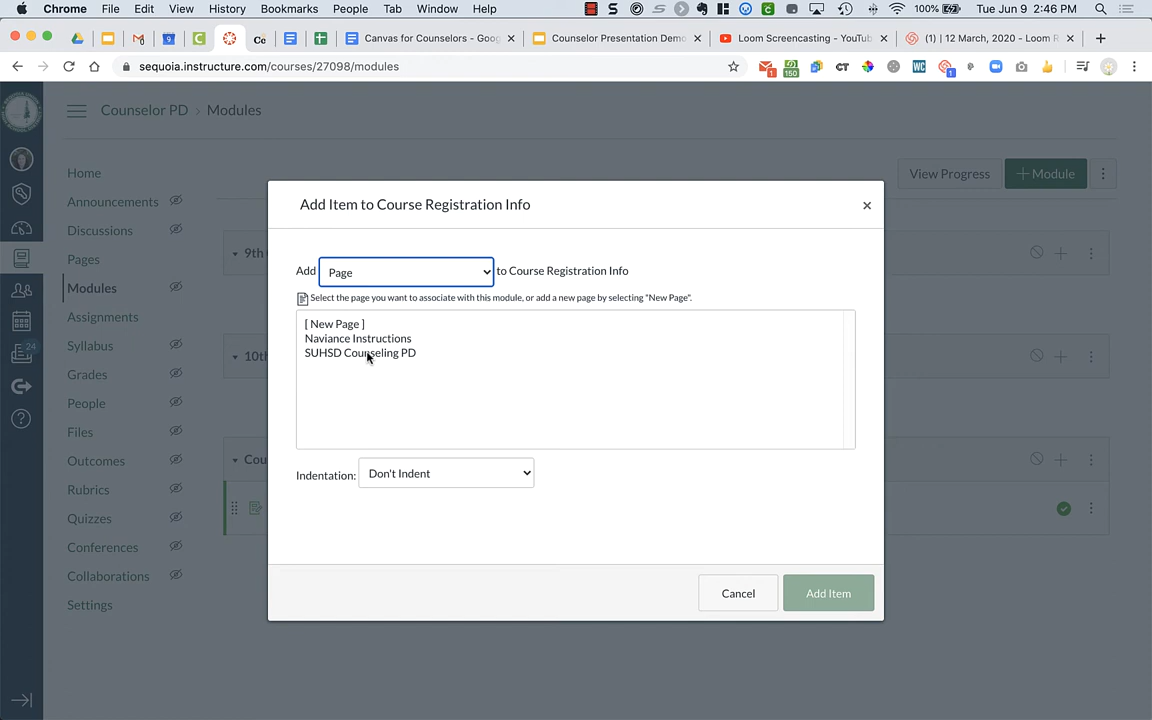 Chrome File Edit View History Bookmarks People Tab Window Help 100% Tue Jun 9 2:46 PM
Canvas for Counselors - Goog Counselor Presentation Demo Loom Screencasting - YouTub (1) | 12 March, 2020 - Loom R
sequoia.instructure.com/courses/27098/modules
Counselor PD > Modules
Home
View Progress
Module
Announcements
Discussions
Pages
Modules
Assignments
Syllabus
Grades
People
Files
Outcomes
Rubrics
Quizzes
Conferences
Collaborations
Settings
24
9th
10th
Cou
Add Item to Course Registration Info
Add Page to Course Registration Info
Select the page you want to associate with this module, or add a new page by selecting "New Page".
[ New Page ]
Naviance Instructions
SUHSD Counseling PD
Indentation: Don't Indent
Cancel
Add Item